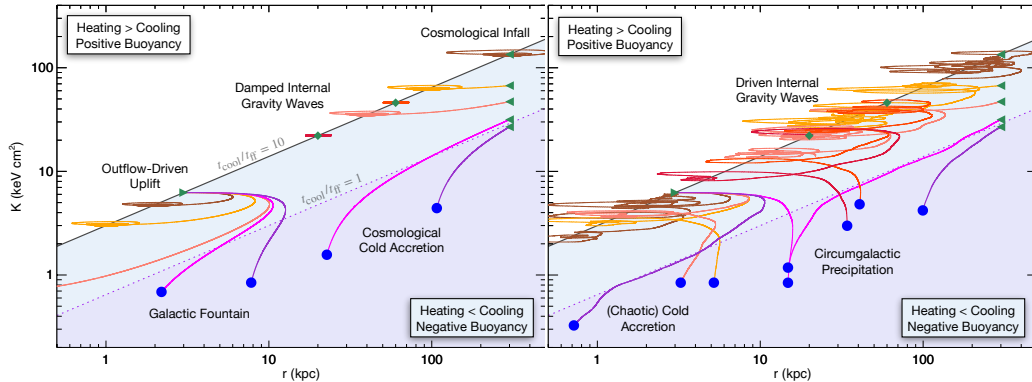 Heating > Cooling
Positive Buoyancy
Cosmological Infall
Damped Internal
Gravity Waves
t_cool/t_ff = 10
Outflow-Driven
Uplift
t_cool/t_ff = 1
Cosmological
Cold Accretion
Galactic Fountain
Heating < Cooling
Negative Buoyancy
K (keV cm²)
100
10
1
1
10
100
r (kpc)
Heating > Cooling
Positive Buoyancy
Driven Internal
Gravity Waves
Circumgalactic
Precipitation
(Chaotic) Cold
Accretion
Heating < Cooling
Negative Buoyancy
1
10
100
r (kpc)